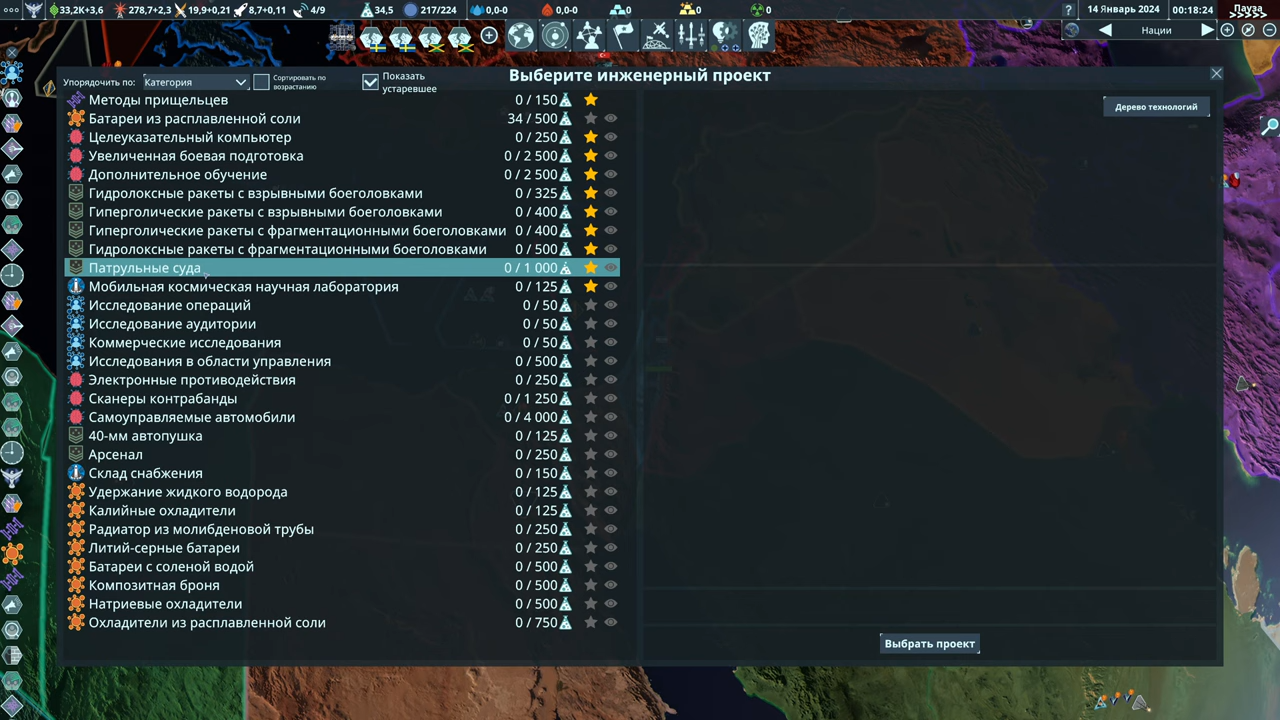 33,2K+3,6 278,7+2,3 19,9+0,21 8,7+0,11 4/9 34,5 217/224 0,0-0 0,0-0 0 0 0 ? 14 Январь 2024 00:18:24 Пауза
Нации
Выберите инженерный проект
Упорядочить по: Категория Сортировать по возрастанию Показать устаревшее
Дерево технологий
Методы прищельцев 0 / 150
Батареи из расплавленной соли 34 / 500
Целеуказательный компьютер 0 / 250
Увеличенная боевая подготовка 0 / 2 500
Дополнительное обучение 0 / 2 500
Гидролоксные ракеты с взрывными боеголовками 0 / 325
Гиперголические ракеты с взрывными боеголовками 0 / 400
Гиперголические ракеты с фрагментационными боеголовками 0 / 400
Гидролоксные ракеты с фрагментационными боеголовками 0 / 500
Патрульные суда 0 / 1 000
Мобильная космическая научная лаборатория 0 / 125
Исследование операций 0 / 50
Исследование аудитории 0 / 50
Коммерческие исследования 0 / 50
Исследования в области управления 0 / 500
Электронные противодействия 0 / 250
Сканеры контрабанды 0 / 1 250
Самоуправляемые автомобили 0 / 4 000
40-мм автопушка 0 / 125
Арсенал 0 / 250
Склад снабжения 0 / 150
Удержание жидкого водорода 0 / 125
Калийные охладители 0 / 125
Радиатор из молибденовой трубы 0 / 250
Литий-серные батареи 0 / 250
Батареи с соленой водой 0 / 500
Композитная броня 0 / 500
Натриевые охладители 0 / 500
Охладители из расплавленной соли 0 / 750
Выбрать проект